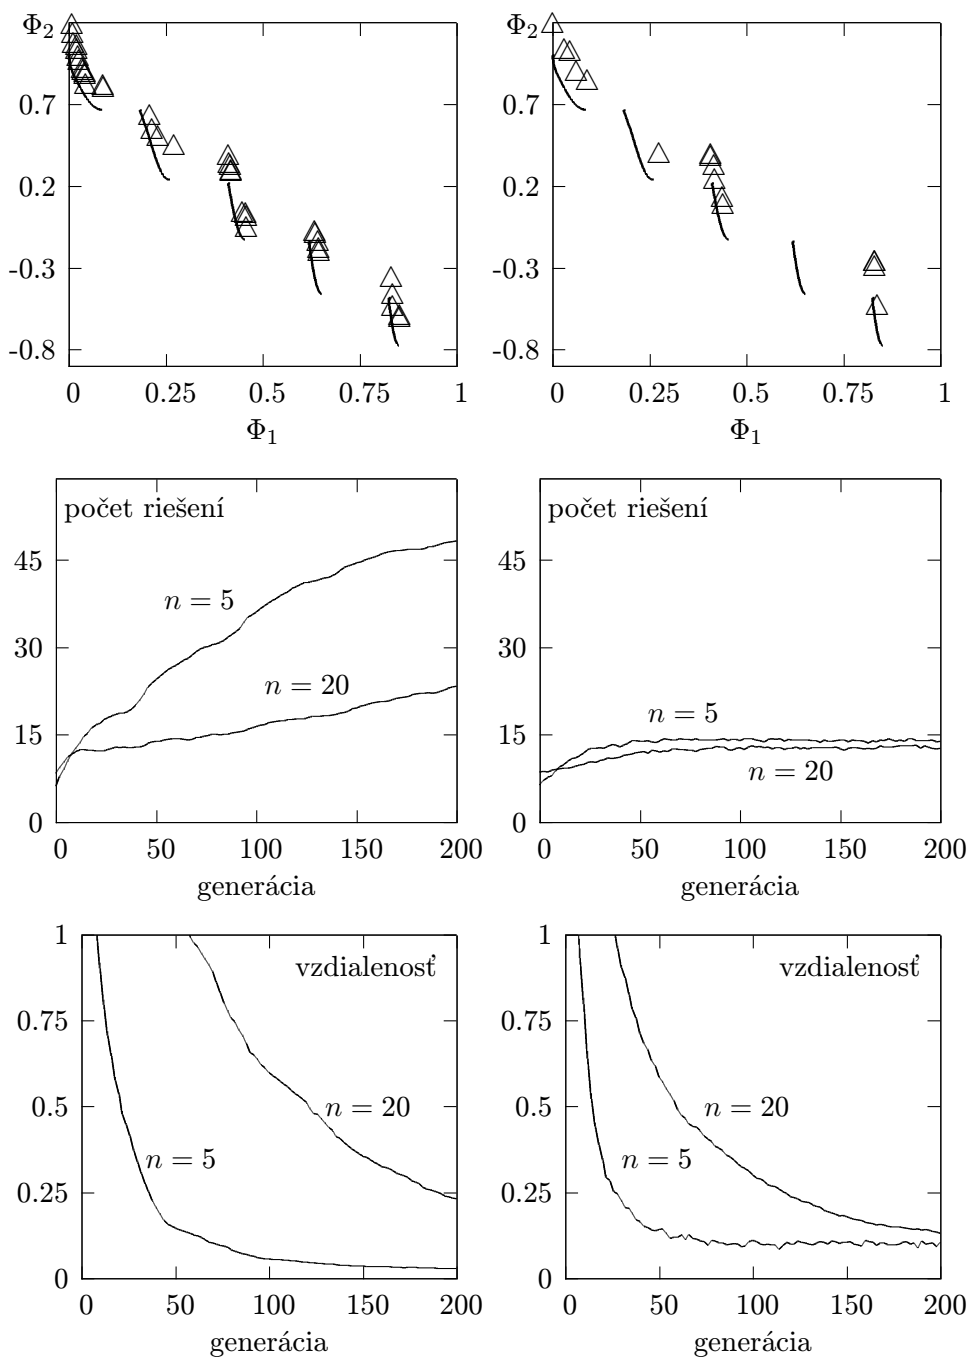 Φ2
0.7
0.2
-0.3
-0.8
0 0.25 0.5 0.75 1
Φ1
Φ2
0.7
0.2
-0.3
-0.8
0 0.25 0.5 0.75 1
Φ1
počet riešení
45
30
15
0
n = 5
n = 20
0 50 100 150 200
generácia
počet riešení
45
30
15
0
n = 5
n = 20
0 50 100 150 200
generácia
1
0.75
0.5
0.25
0
vzdialenosť
n = 20
n = 5
0 50 100 150 200
generácia
1
0.75
0.5
0.25
0
vzdialenosť
n = 20
n = 5
0 50 100 150 200
generácia